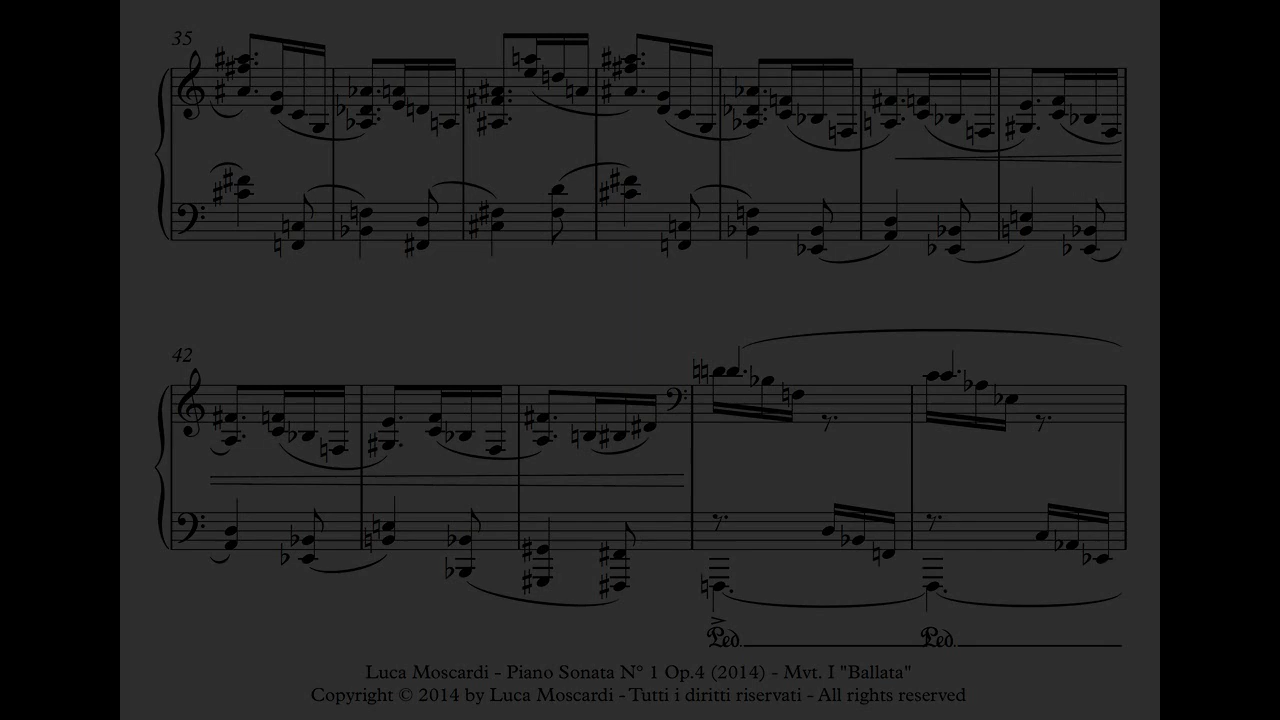 35
42
Ped.
Ped.
Luca Moscardi - Piano Sonata N° 1 Op.4 (2014) - Mvt. I "Ballata"
Copyright © 2014 by Luca Moscardi - Tutti i diritti riservati - All rights reserved